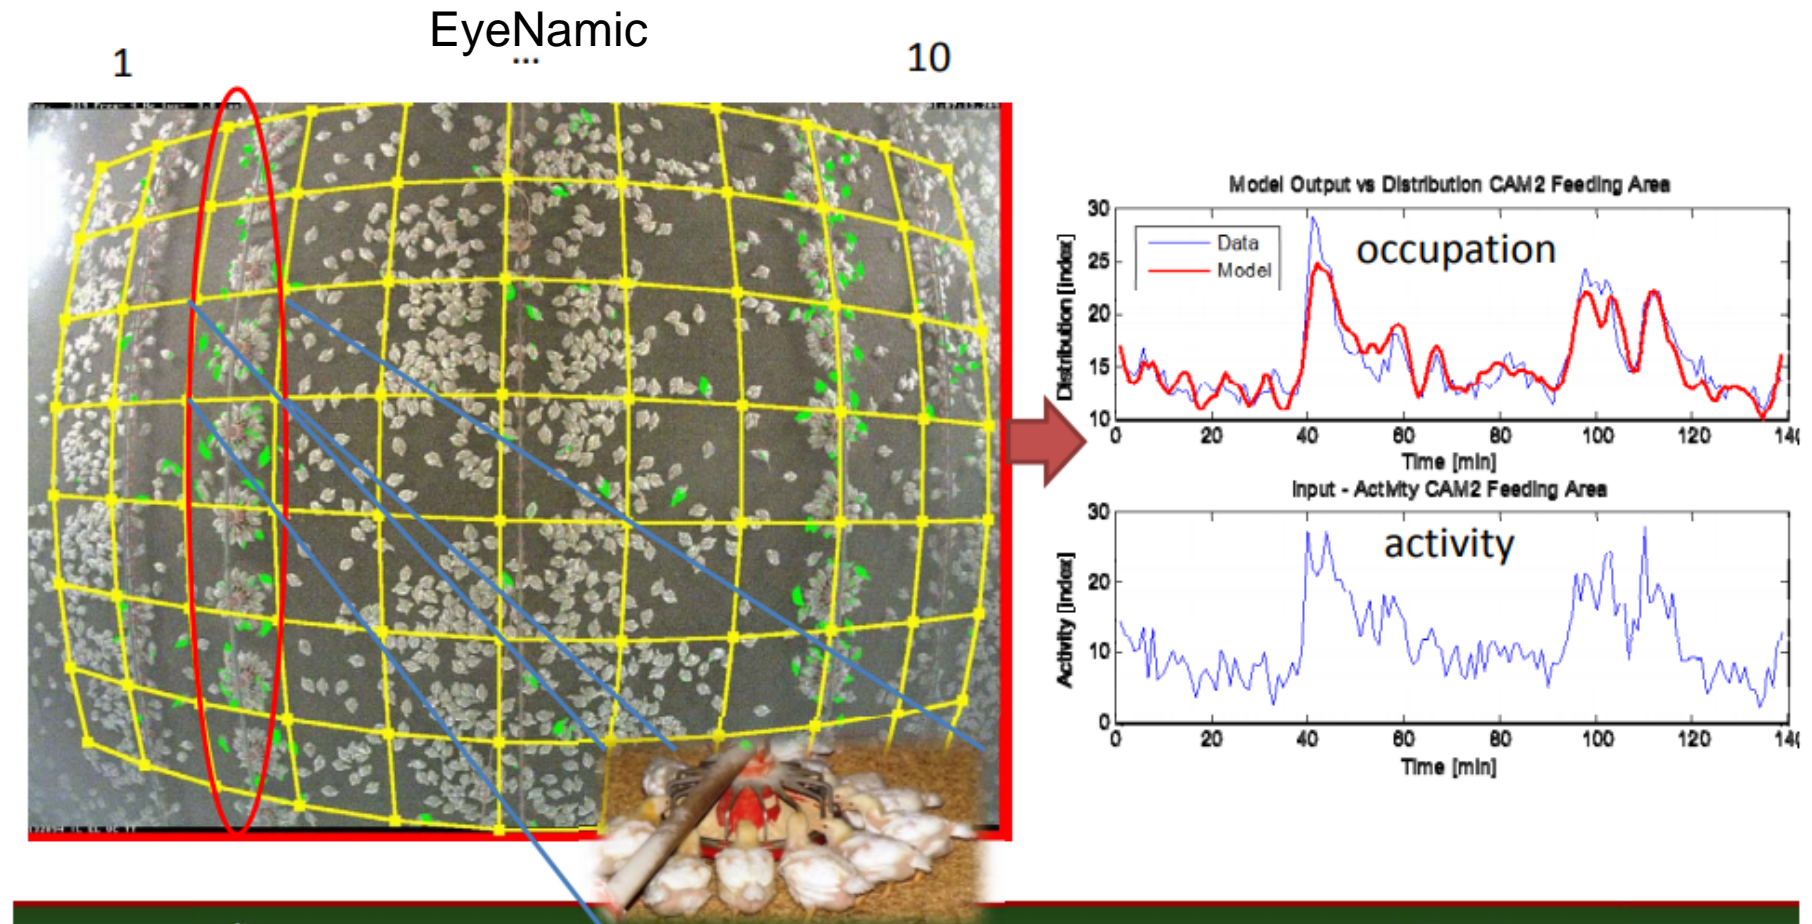 EyeNamic
1
...
10
Model Output vs Distribution CAM2 Feeding Area
occupation
Data
Model
Distribution [index]
30
25
20
15
10
0 20 40 60 80 100 120 14
Time [min]
Input - Activity CAM2 Feeding Area
activity
Activity [index]
30
20
10
0
0 20 40 60 80 100 120 14
Time [min]